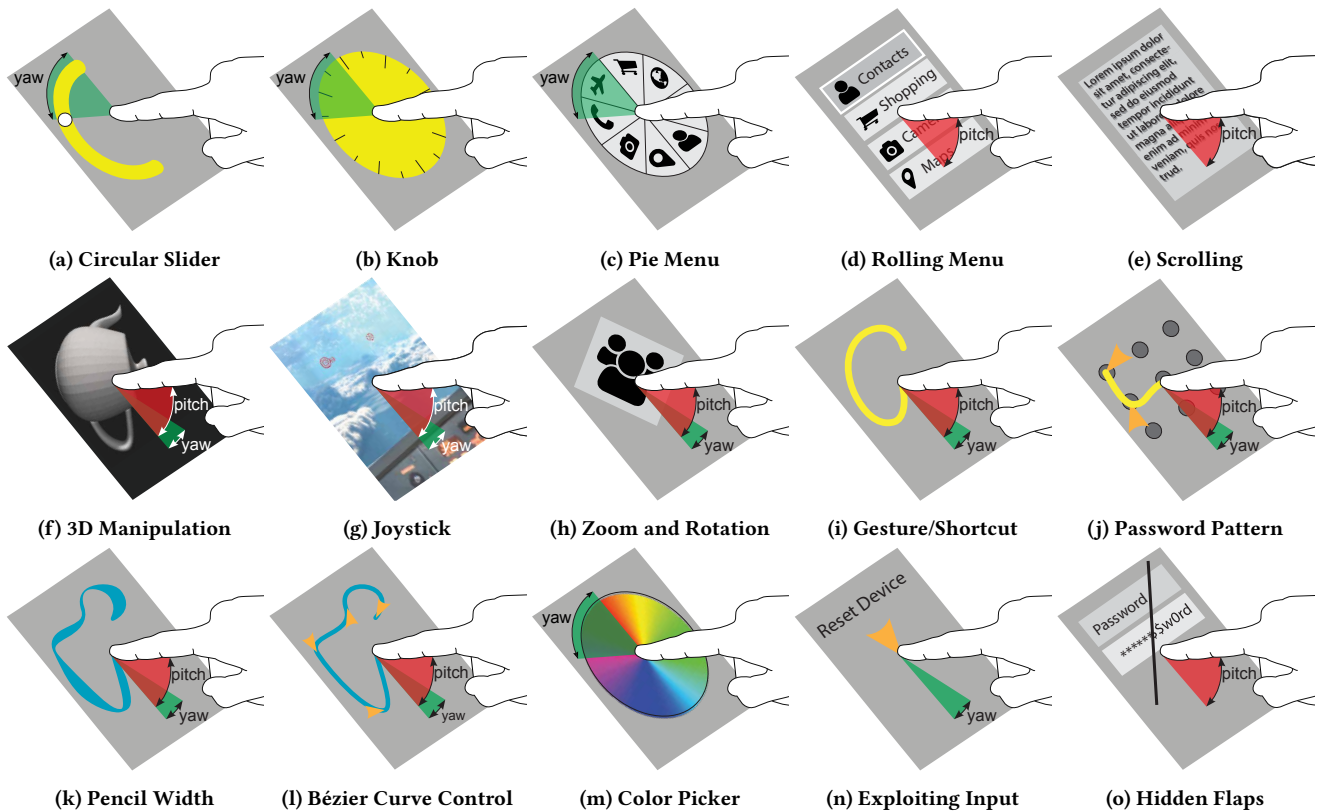 yaw
(a) Circular Slider
yaw
(b) Knob
yaw
(c) Pie Menu
Contacts
Shopping
Came
Maps
pitch
(d) Rolling Menu
Lorem ipsum dolor
sit amet, consecte-
tur adipiscing elit,
sed do eiusmod
tempor incididunt
ut labore dolore
magna a
enim ad minim
veniam, quis nos
trud.
pitch
(e) Scrolling
pitch
yaw
(f) 3D Manipulation
pitch
yaw
(g) Joystick
pitch
yaw
(h) Zoom and Rotation
pitch
yaw
(i) Gesture/Shortcut
pitch
yaw
(j) Password Pattern
pitch
yaw
(k) Pencil Width
pitch
yaw
(l) Bézier Curve Control
yaw
(m) Color Picker
Reset Device
yaw
(n) Exploiting Input
Password
******$w0rd
pitch
(o) Hidden Flaps